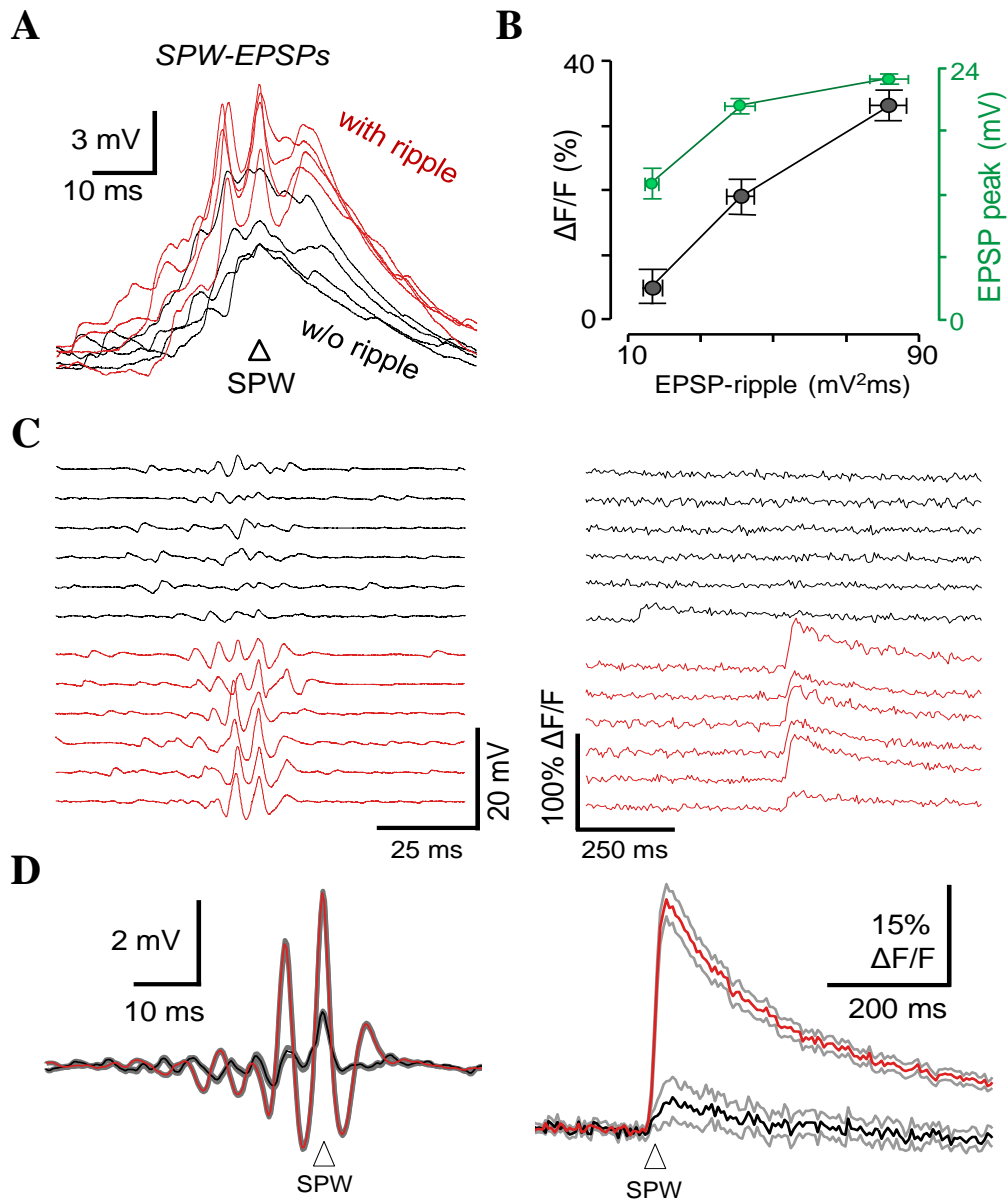 A
SPW-EPSPs
3 mV
10 ms
with ripple
w/o ripple
Δ
SPW
B
40
ΔF/F (%)
0
24
EPSP peak (mV)
0
10
90
EPSP-ripple (mV²ms)
C
20 mV
25 ms
100% ΔF/F
250 ms
D
2 mV
10 ms
SPW
15%
ΔF/F
200 ms
SPW